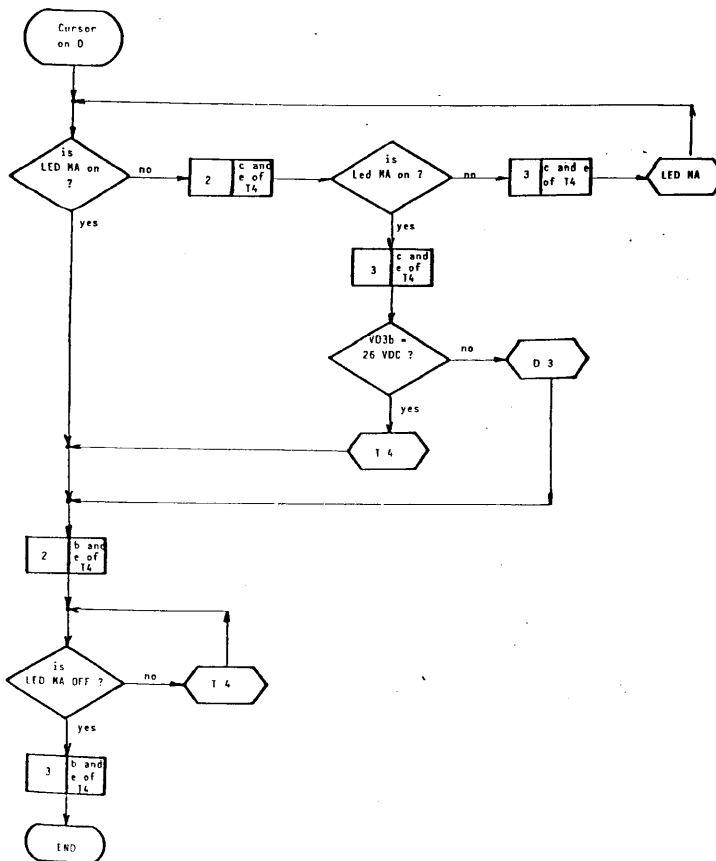 Cursor
on D
is
LED MA on
?
no
2
c and
e of
T4
is
Led MA on ?
no
3
c and e
of T4
LED MA
yes
yes
3
c and
e of
T4
VD3b =
26 VDC ?
no
D 3
yes
T 4
2
b and
e of
T4
is
LED MA OFF ?
no
T 4
yes
3
b and
e of
T4
END